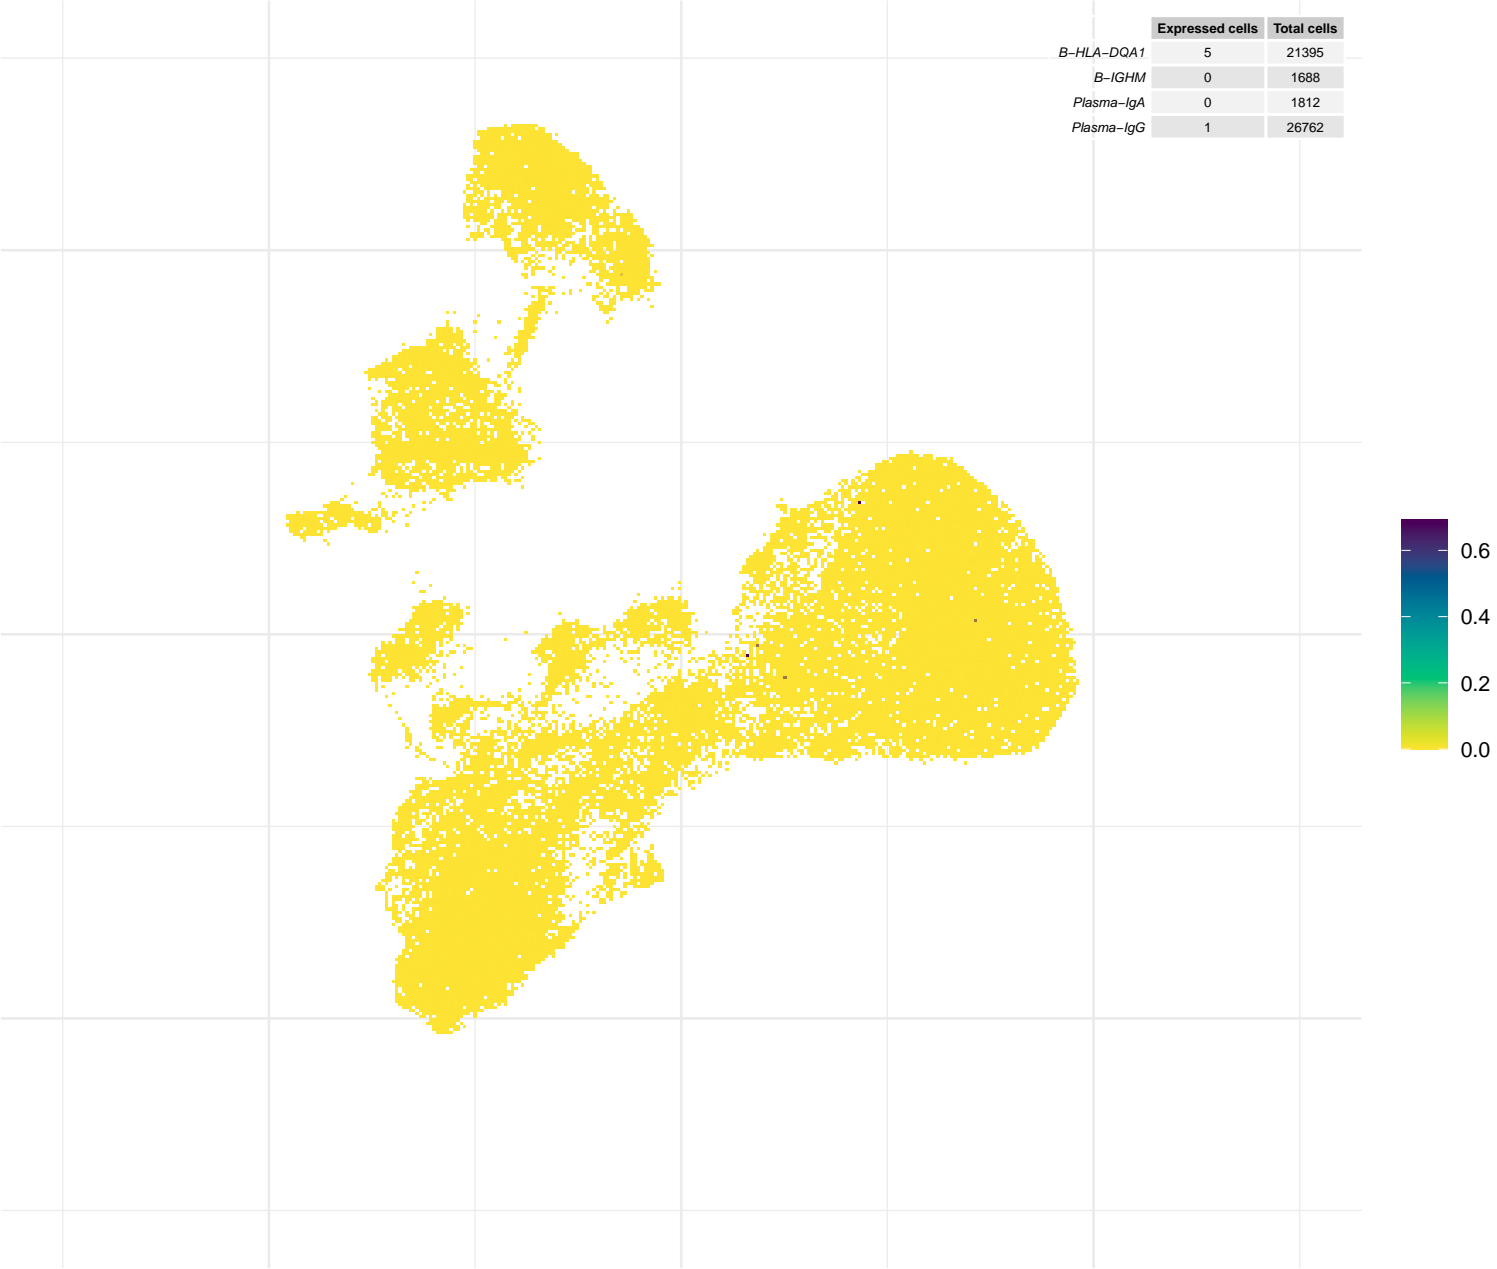 Expressed cells Total cells
B−HLA−DQA1 5 21395
B−IGHM 0 1688
Plasma−IgA 0 1812
Plasma−IgG 1 26762
0.6
0.4
0.2
0.0